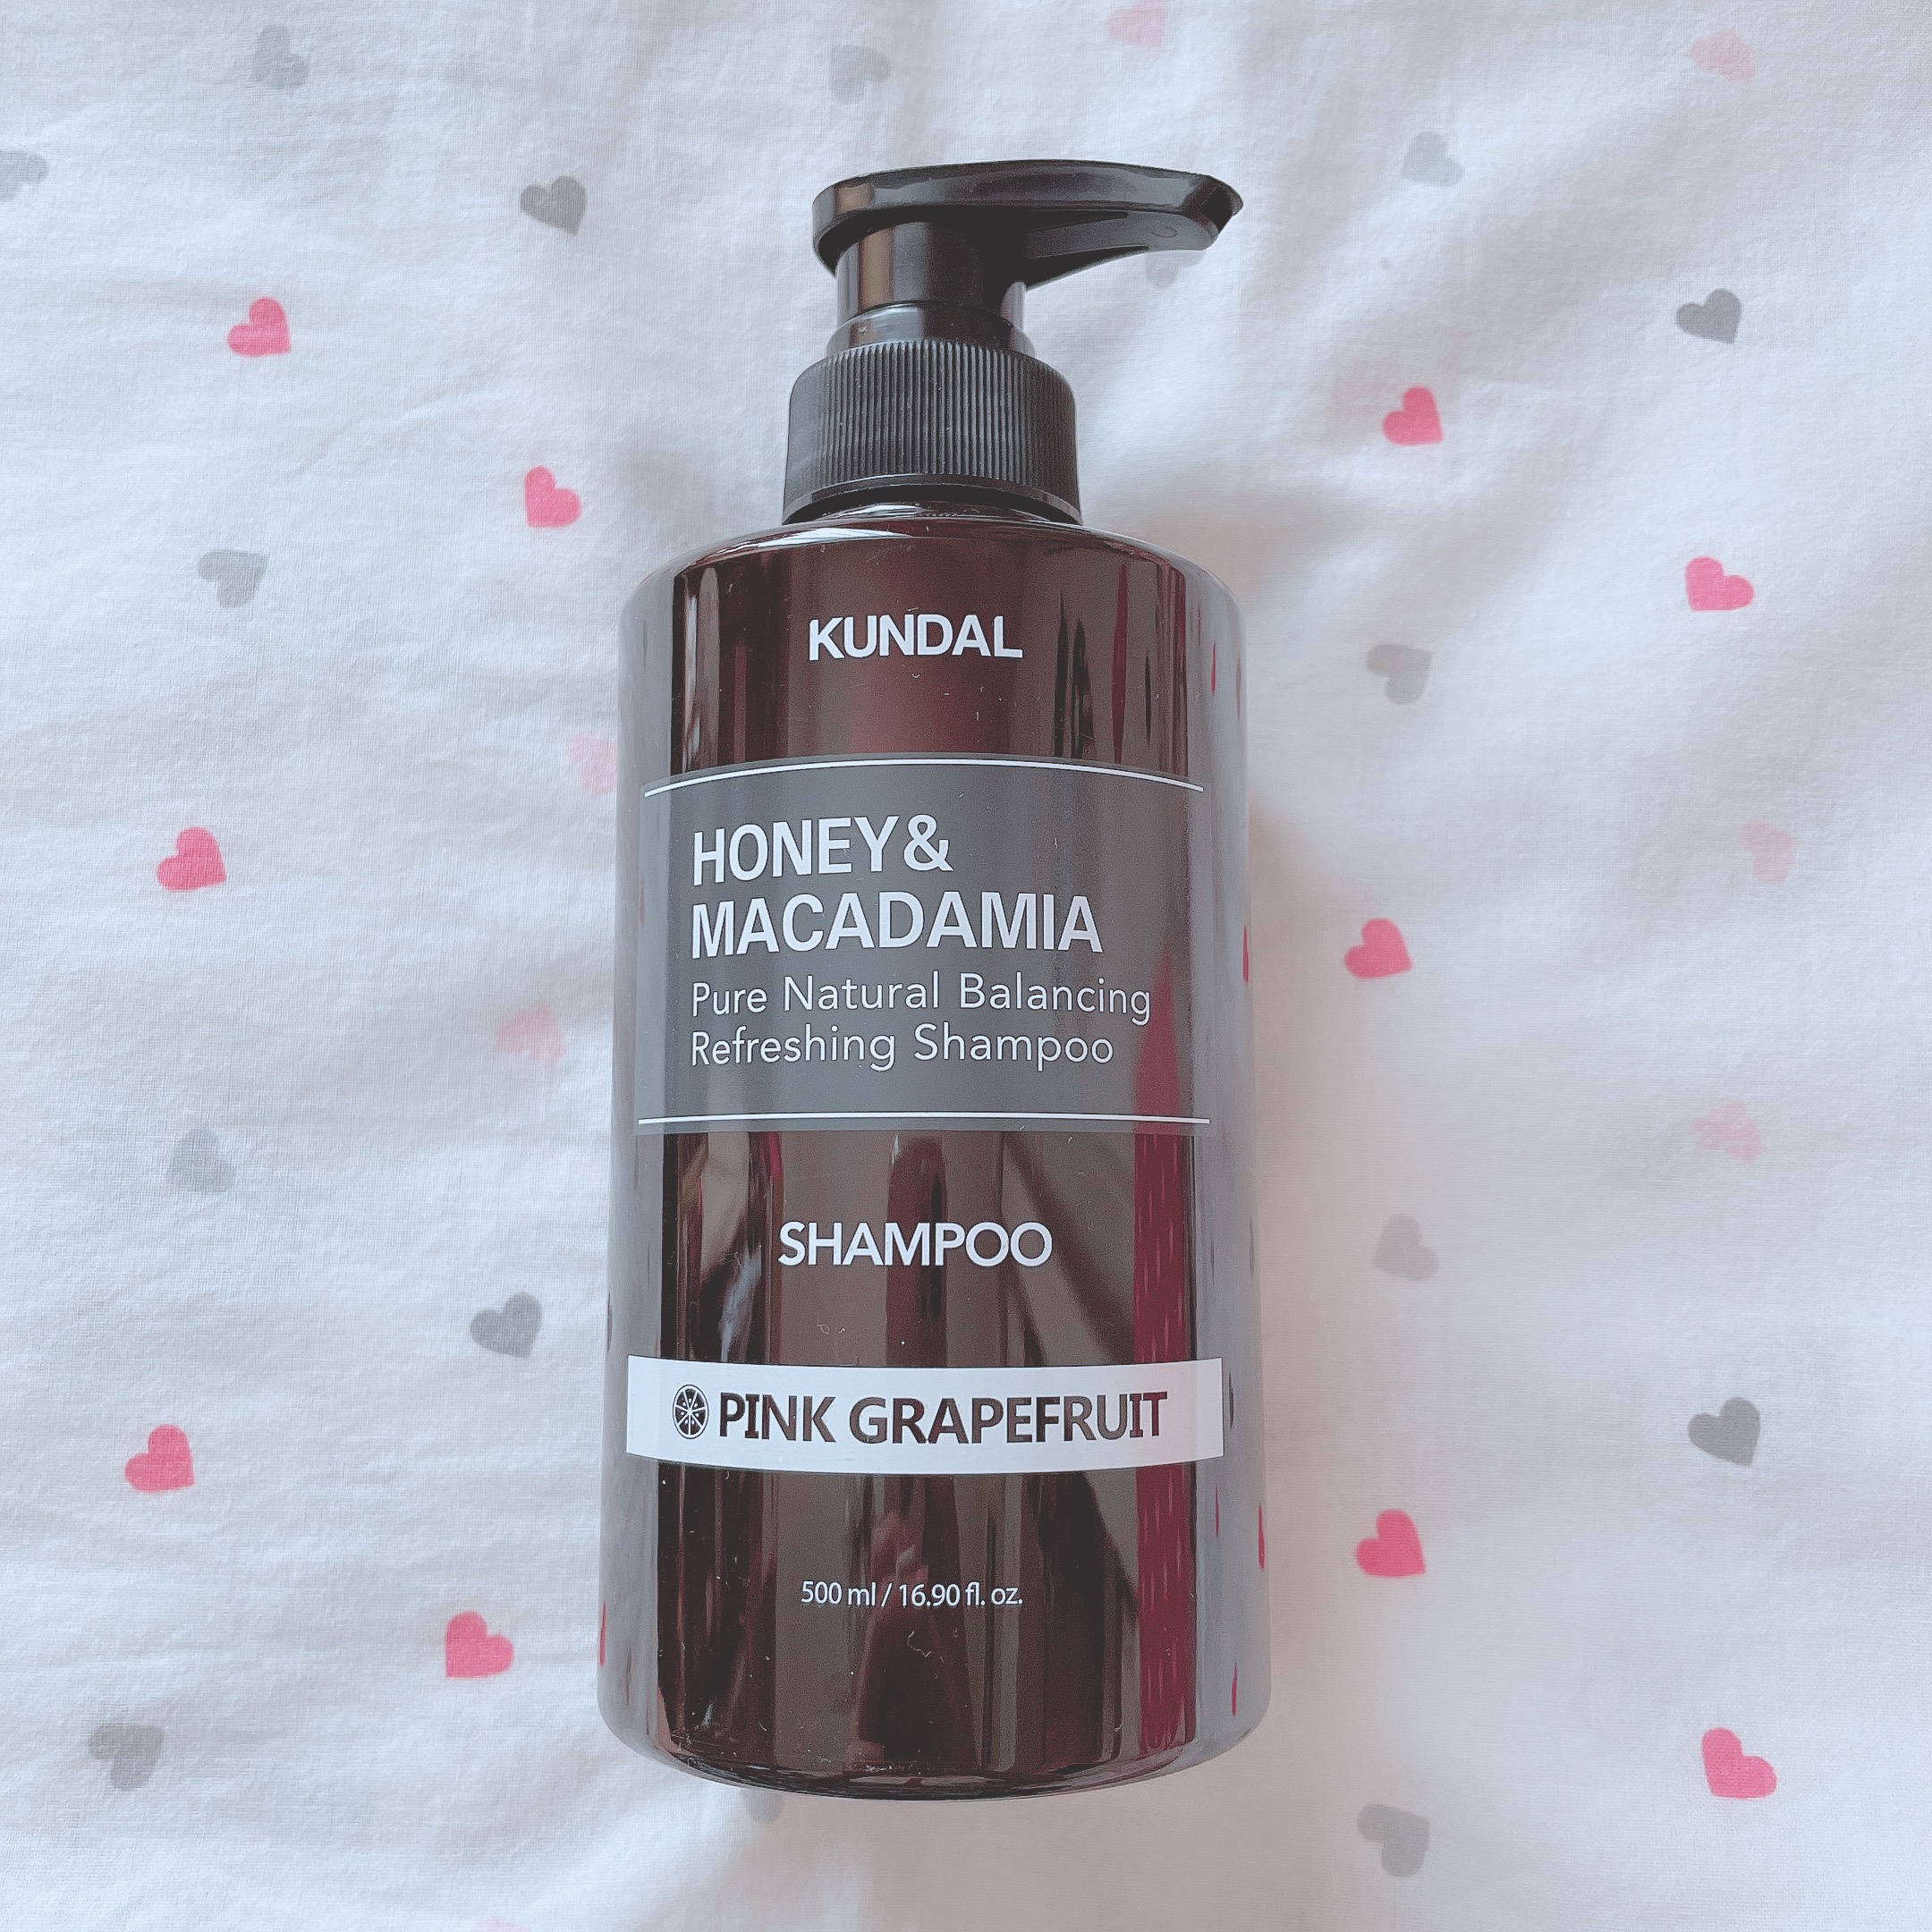 KUNDAL
HONEY&
MACADAMIA
Pure Natural Balancing
Refreshing Shampoo
SHAMPOO
PINK GRAPEFRUIT
500 ml / 16.90 fl. oz.